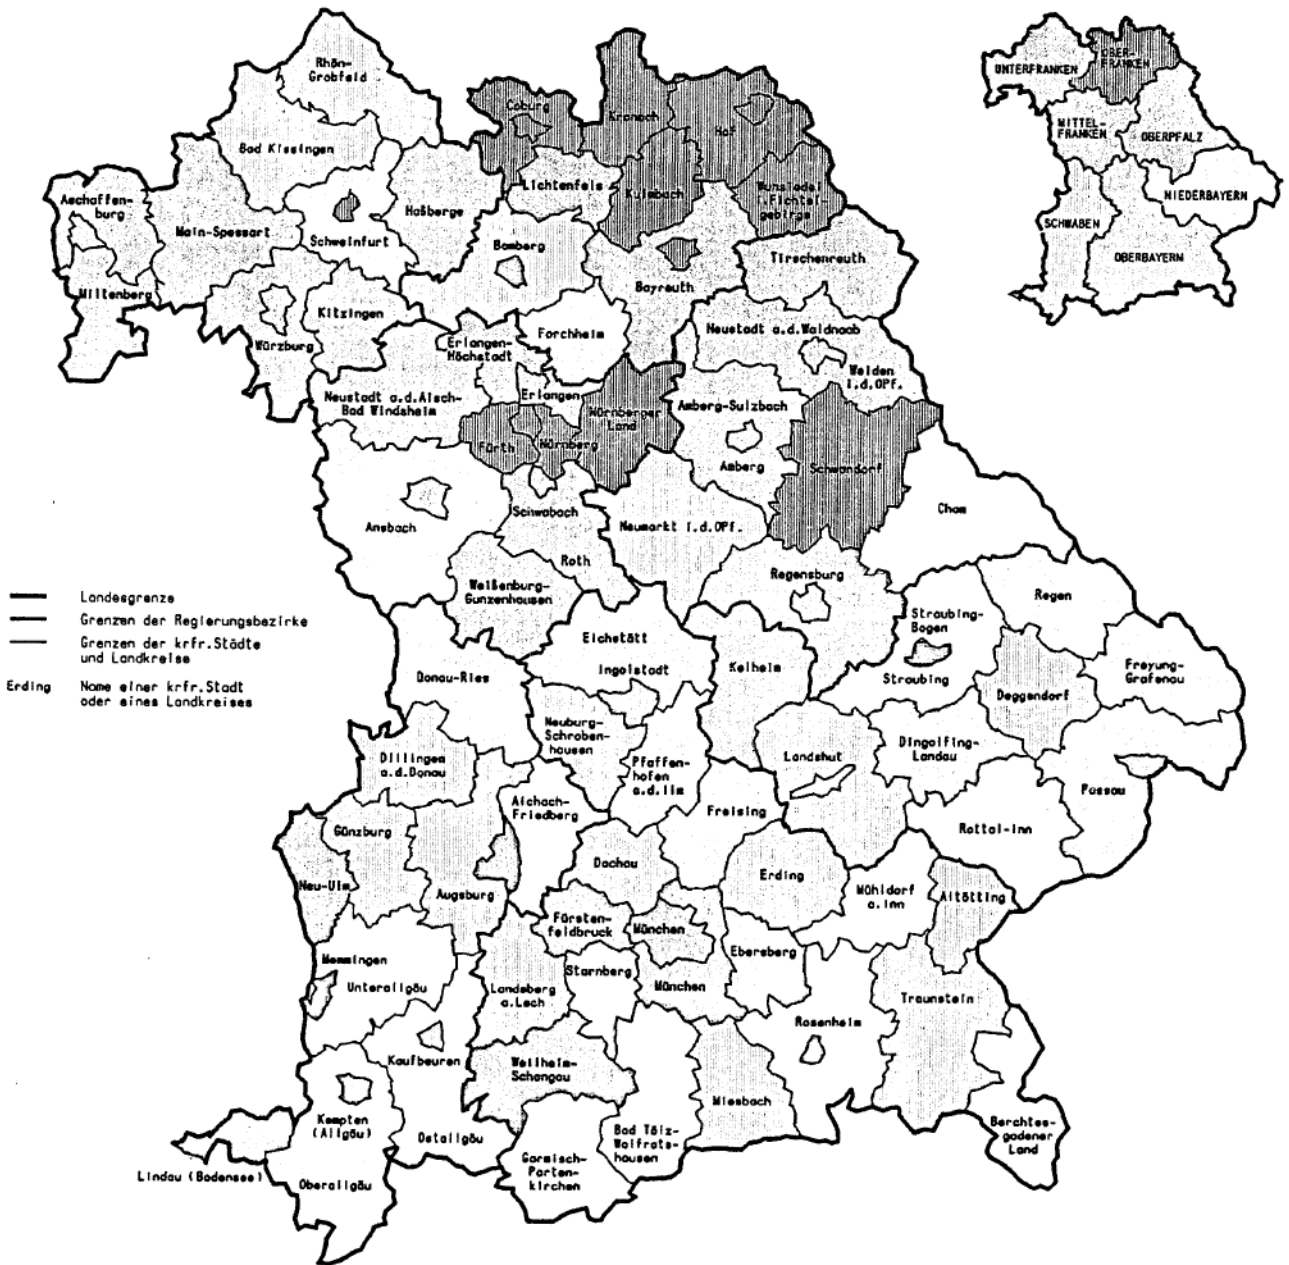 Rhön-
Grabfeld
Bad Kissingen
Coburg
Kronach
Hof
Lichtenfels
Kulmbach
Wunsiedel
i.Fichtel-
gebirge
Aschaffen-
burg
Main-Spessart
Schweinfurt
Haßberge
Bamberg
Bayreuth
Tirschenreuth
Miltenberg
Würzburg
Kitzingen
Erlangen-
Höchstadt
Forchheim
Neustadt a.d.Waldnaab
Weiden
i.d.OPf.
Neustadt a.d.Aisch-
Bad Windsheim
Erlangen
Nürnberger
Land
Amberg-Sulzbach
Fürth
Nürnberg
Amberg
Schwandorf
Ansbach
Schwabach
Neumarkt i.d.OPf.
Cham
Roth
Weißenburg-
Gunzenhausen
Regensburg
Regen
Straubing-
Bogen
Straubing
Eichstätt
Ingolstadt
Kelheim
Deggendorf
Freyung-
Grafenau
Donau-Ries
Neuburg-
Schroben-
hausen
Dillingen
a.d.Donau
Pfaffen-
hofen
a.d.Ilm
Landshut
Dingolfing-
Landau
Passau
Aichach-
Friedberg
Freising
Rottal-Inn
Günzburg
Neu-Ulm
Augsburg
Dachau
Erding
Mühldorf
a.Inn
Altötting
Fürsten-
feldbruck
München
Ebersberg
Memmingen
Unterallgäu
Landsberg
a.Lech
Starnberg
München
Traunstein
Rosenheim
Kaufbeuren
Weilheim-
Schongau
Miesbach
Kempten
(Allgäu)
Ostallgäu
Bad Tölz-
Wolfrats-
hausen
Garmisch-
Parten-
kirchen
Berchtes-
gadener
Land
Lindau (Bodensee)
Oberallgäu
Landesgrenze
Grenzen der Regierungsbezirke
Grenzen der krfr.Städte
und Landkreise
Erding Name einer krfr.Stadt
oder eines Landkreises
UNTERFRANKEN
OBER-
FRANKEN
MITTEL-
FRANKEN
OBERPFALZ
NIEDERBAYERN
SCHWABEN
OBERBAYERN